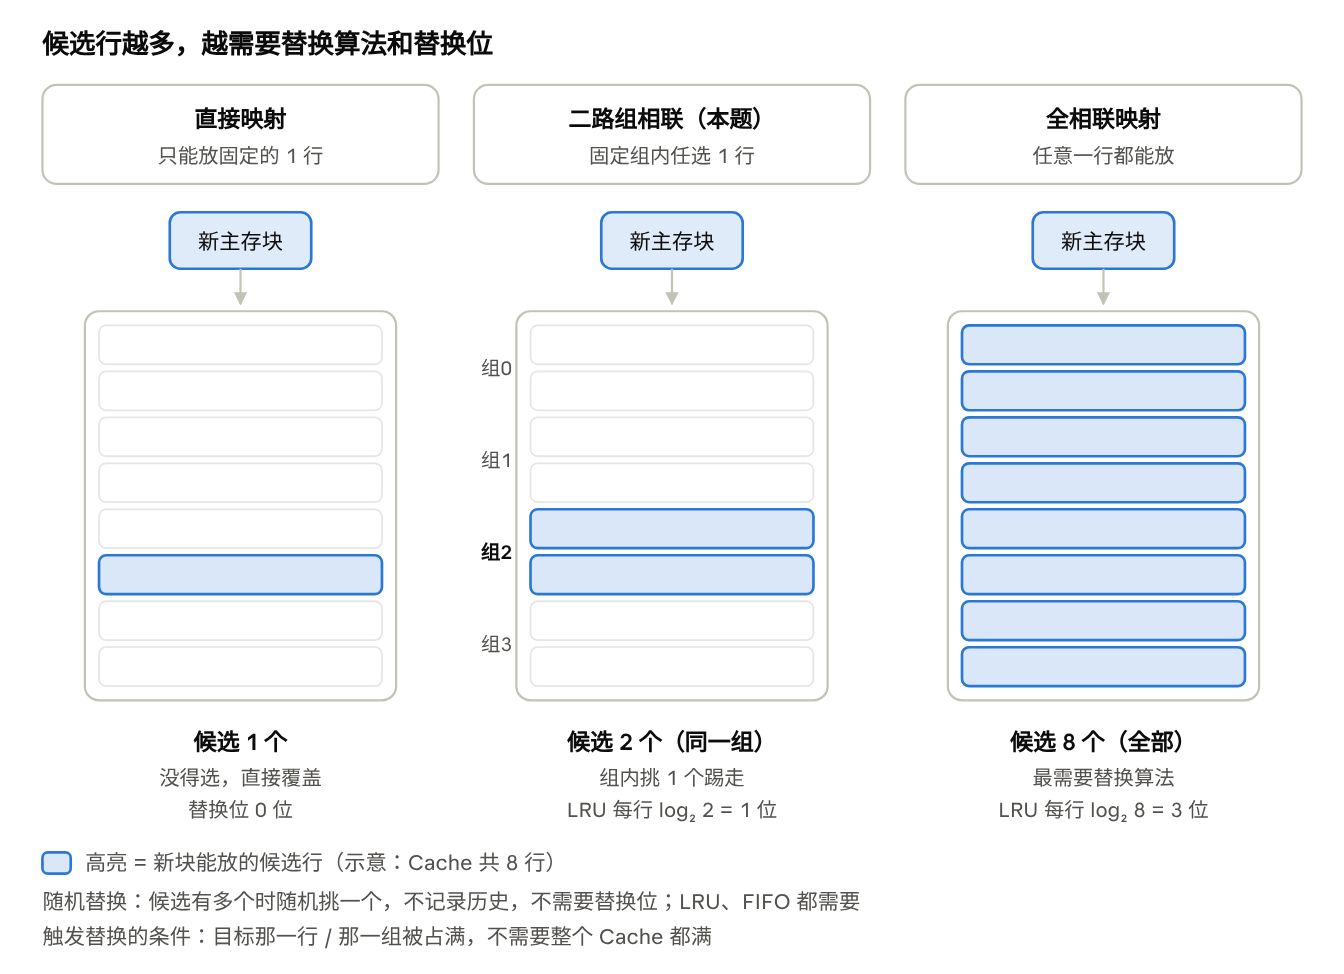 候选行越多，越需要替换算法和替换位
直接映射
只能放固定的 1 行
二路组相联（本题）
固定组内任选 1 行
全相联映射
任意一行都能放
新主存块
新主存块
新主存块
组0
组1
组2
组3
候选 1 个
没得选，直接覆盖
替换位 0 位
候选 2 个（同一组）
组内挑 1 个踢走
LRU 每行 log₂ 2 = 1 位
候选 8 个（全部）
最需要替换算法
LRU 每行 log₂ 8 = 3 位
高亮 = 新块能放的候选行（示意：Cache 共 8 行）
随机替换：候选有多个时随机挑一个，不记录历史，不需要替换位；LRU、FIFO 都需要
触发替换的条件：目标那一行 / 那一组被占满，不需要整个 Cache 都满